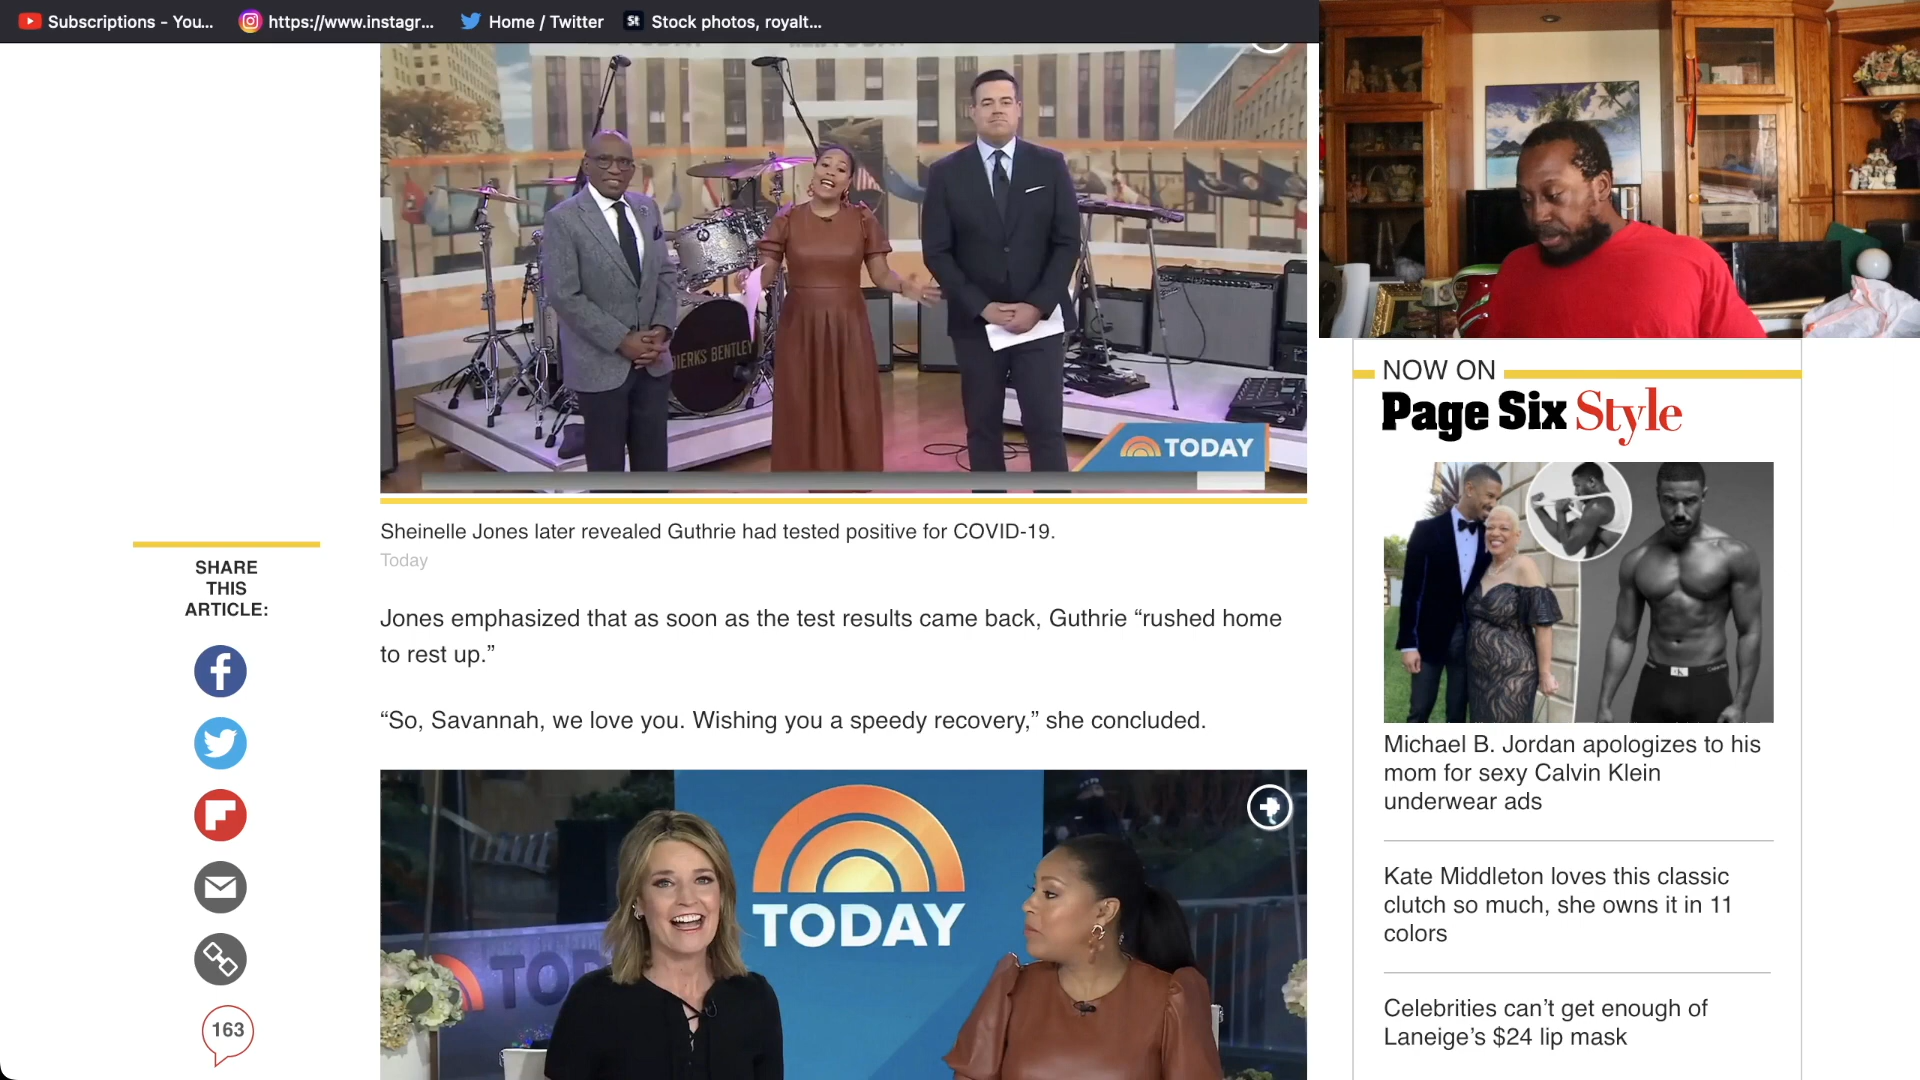 Subscriptions - You...
https://www.instagr...
Home / Twitter
St
Stock photos, royalt...
DIERKS BENTLEY
TODAY
Sheinelle Jones later revealed Guthrie had tested positive for COVID-19.
Today
SHARE
THIS
ARTICLE:
163
Jones emphasized that as soon as the test results came back, Guthrie “rushed home
to rest up.”
“So, Savannah, we love you. Wishing you a speedy recovery,” she concluded.
TODAY
TOD
NOW ON
Page Six Style
Michael B. Jordan apologizes to his
mom for sexy Calvin Klein
underwear ads
Kate Middleton loves this classic
clutch so much, she owns it in 11
colors
Celebrities can’t get enough of
Laneige’s $24 lip mask